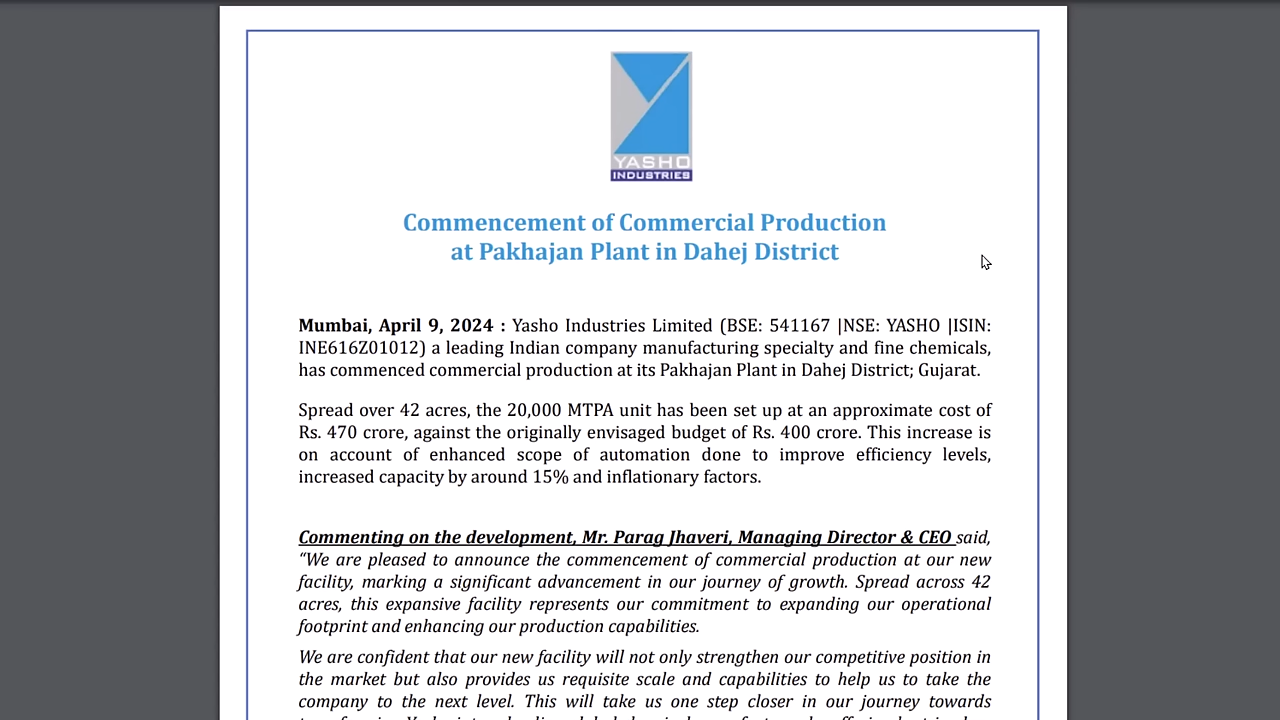 YASHO
INDUSTRIES
Commencement of Commercial Production
at Pakhajan Plant in Dahej District
Mumbai, April 9, 2024 : Yasho Industries Limited (BSE: 541167 |NSE: YASHO |ISIN:
INE616Z01012) a leading Indian company manufacturing specialty and fine chemicals,
has commenced commercial production at its Pakhajan Plant in Dahej District; Gujarat.
Spread over 42 acres, the 20,000 MTPA unit has been set up at an approximate cost of
Rs. 470 crore, against the originally envisaged budget of Rs. 400 crore. This increase is
on account of enhanced scope of automation done to improve efficiency levels,
increased capacity by around 15% and inflationary factors.
Commenting on the development, Mr. Parag Jhaveri, Managing Director & CEO said,
“We are pleased to announce the commencement of commercial production at our new
facility, marking a significant advancement in our journey of growth. Spread across 42
acres, this expansive facility represents our commitment to expanding our operational
footprint and enhancing our production capabilities.
We are confident that our new facility will not only strengthen our competitive position in
the market but also provides us requisite scale and capabilities to help us to take the
company to the next level. This will take us one step closer in our journey towards